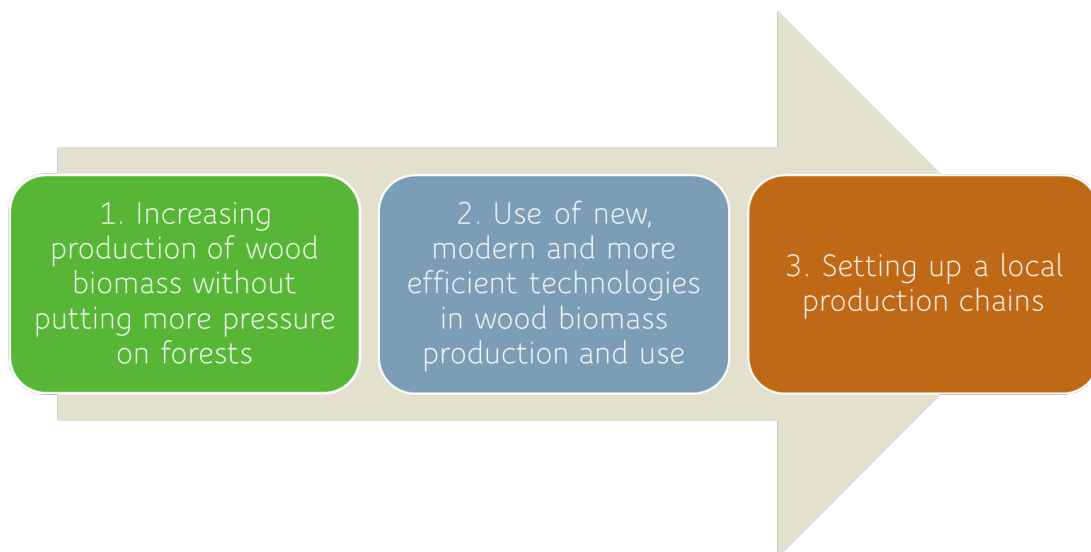 1. Increasing
production of wood
biomass without
putting more pressure
on forests
2. Use of new,
modern and more
efficient technologies
in wood biomass
production and use
3. Setting up a local
production chains